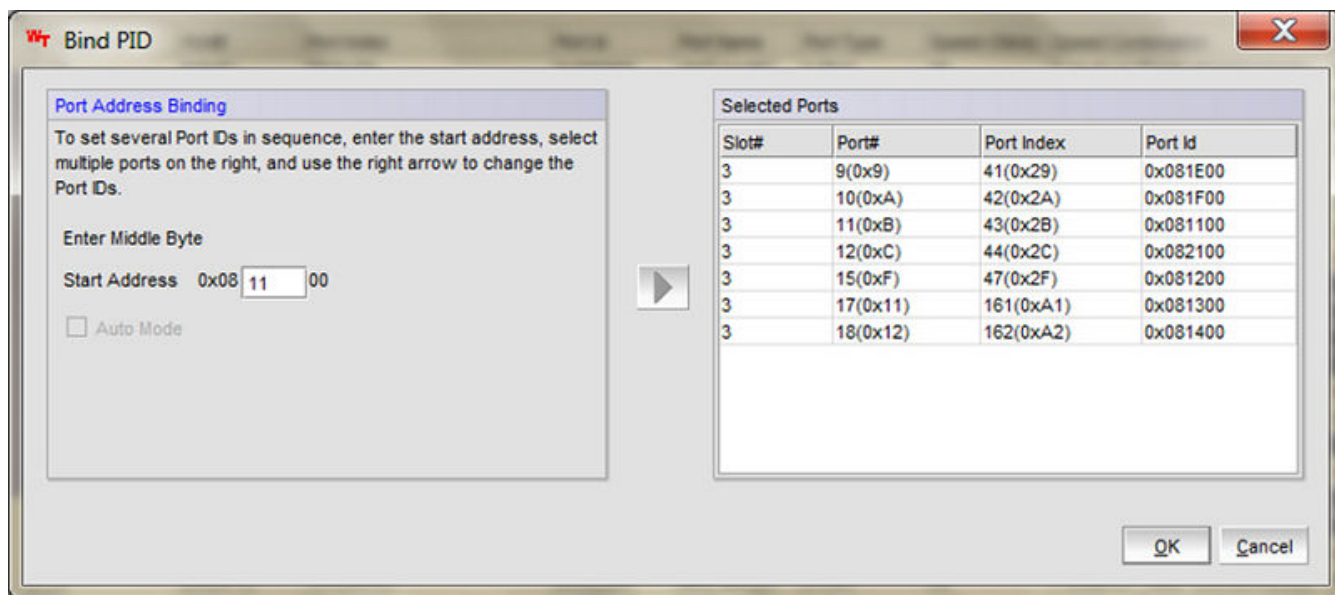 WT Bind PID
Port Address Binding
To set several Port IDs in sequence, enter the start address, select
multiple ports on the right, and use the right arrow to change the
Port IDs.
Enter Middle Byte
Start Address 0x08 11 00
Auto Mode
Selected Ports
Slot# Port# Port Index Port Id
3 9(0x9) 41(0x29) 0x081E00
3 10(0xA) 42(0x2A) 0x081F00
3 11(0xB) 43(0x2B) 0x081100
3 12(0xC) 44(0x2C) 0x082100
3 15(0xF) 47(0x2F) 0x081200
3 17(0x11) 161(0xA1) 0x081300
3 18(0x12) 162(0xA2) 0x081400
OK Cancel